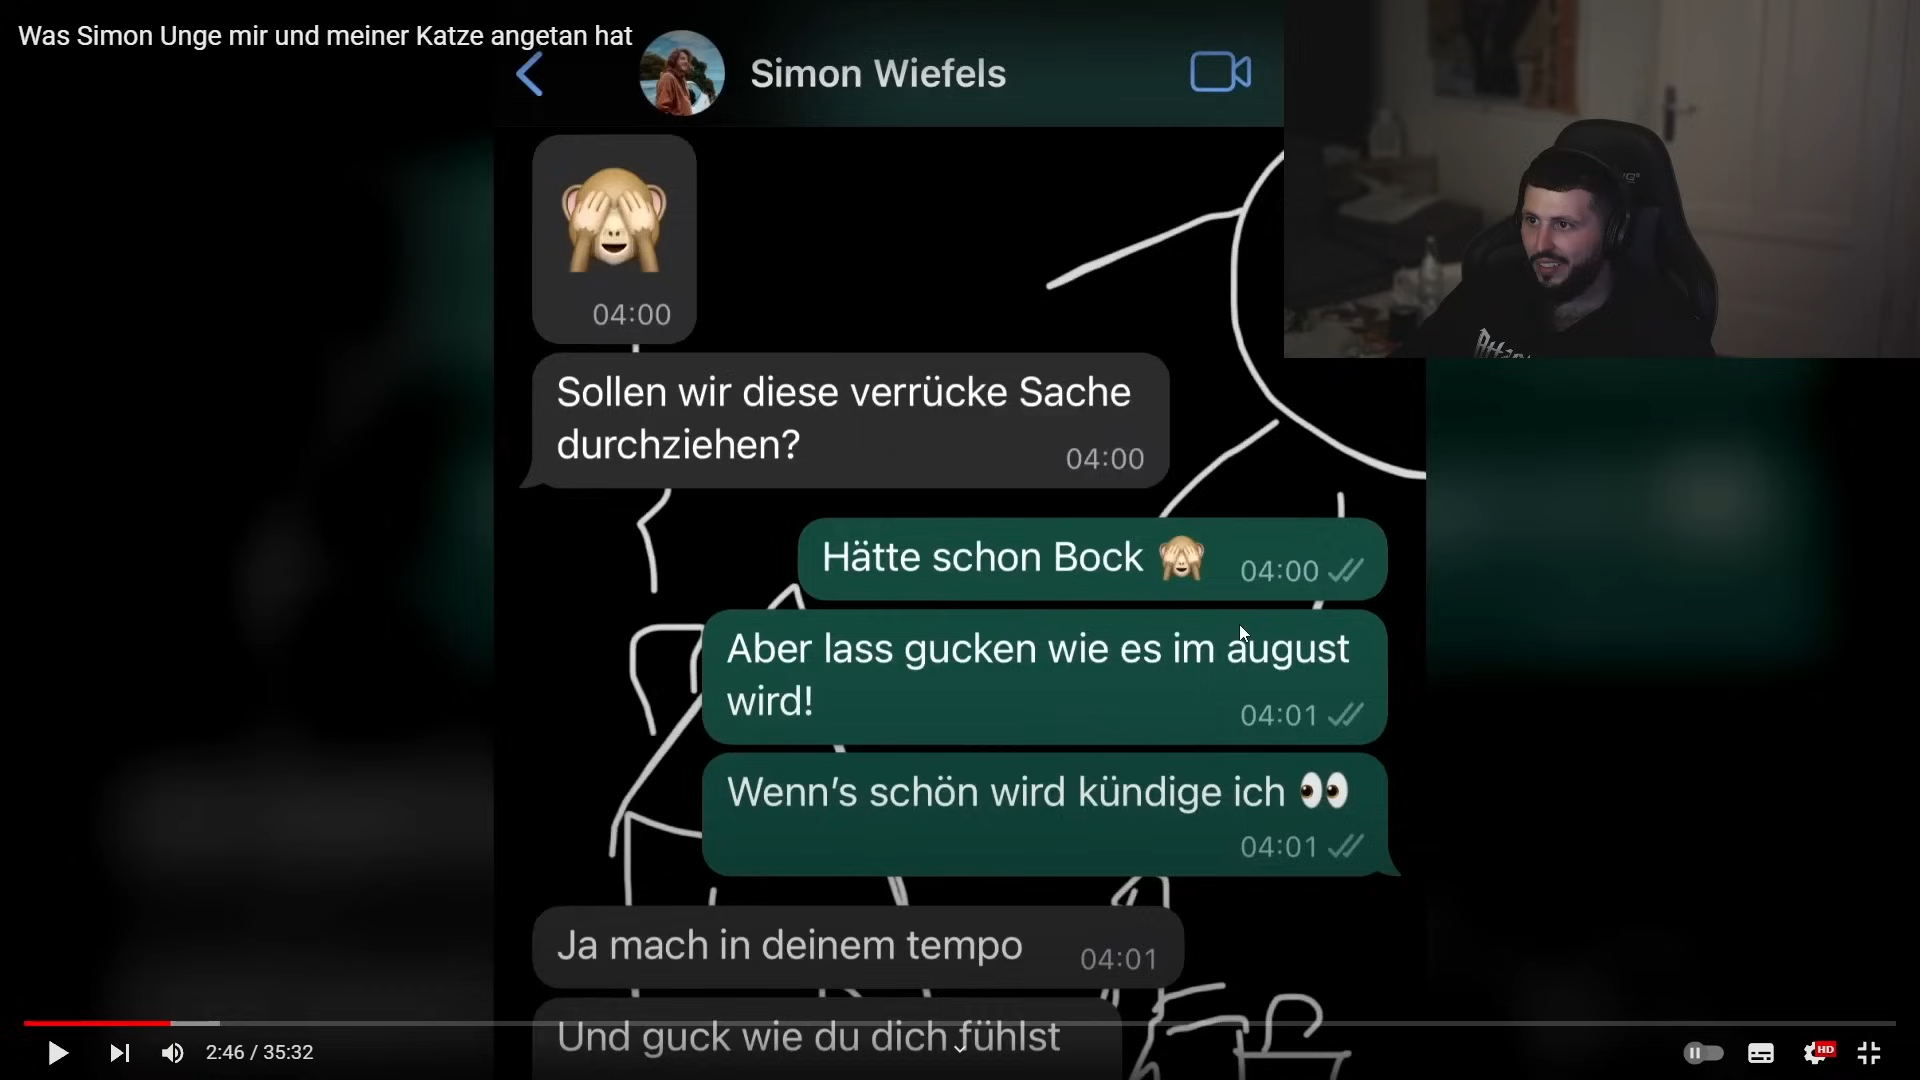 Was Simon Unge mir und meiner Katze angetan hat
Simon Wiefels
04:00
Sollen wir diese verrücke Sache
durchziehen?
04:00
Hätte schon Bock 04:00
Aber lass gucken wie es im august
wird!
04:01
Wenn's schön wird kündige ich
04:01
Ja mach in deinem tempo 04:01
Und guck wie du dich fühlst
2:46 / 35:32
HD